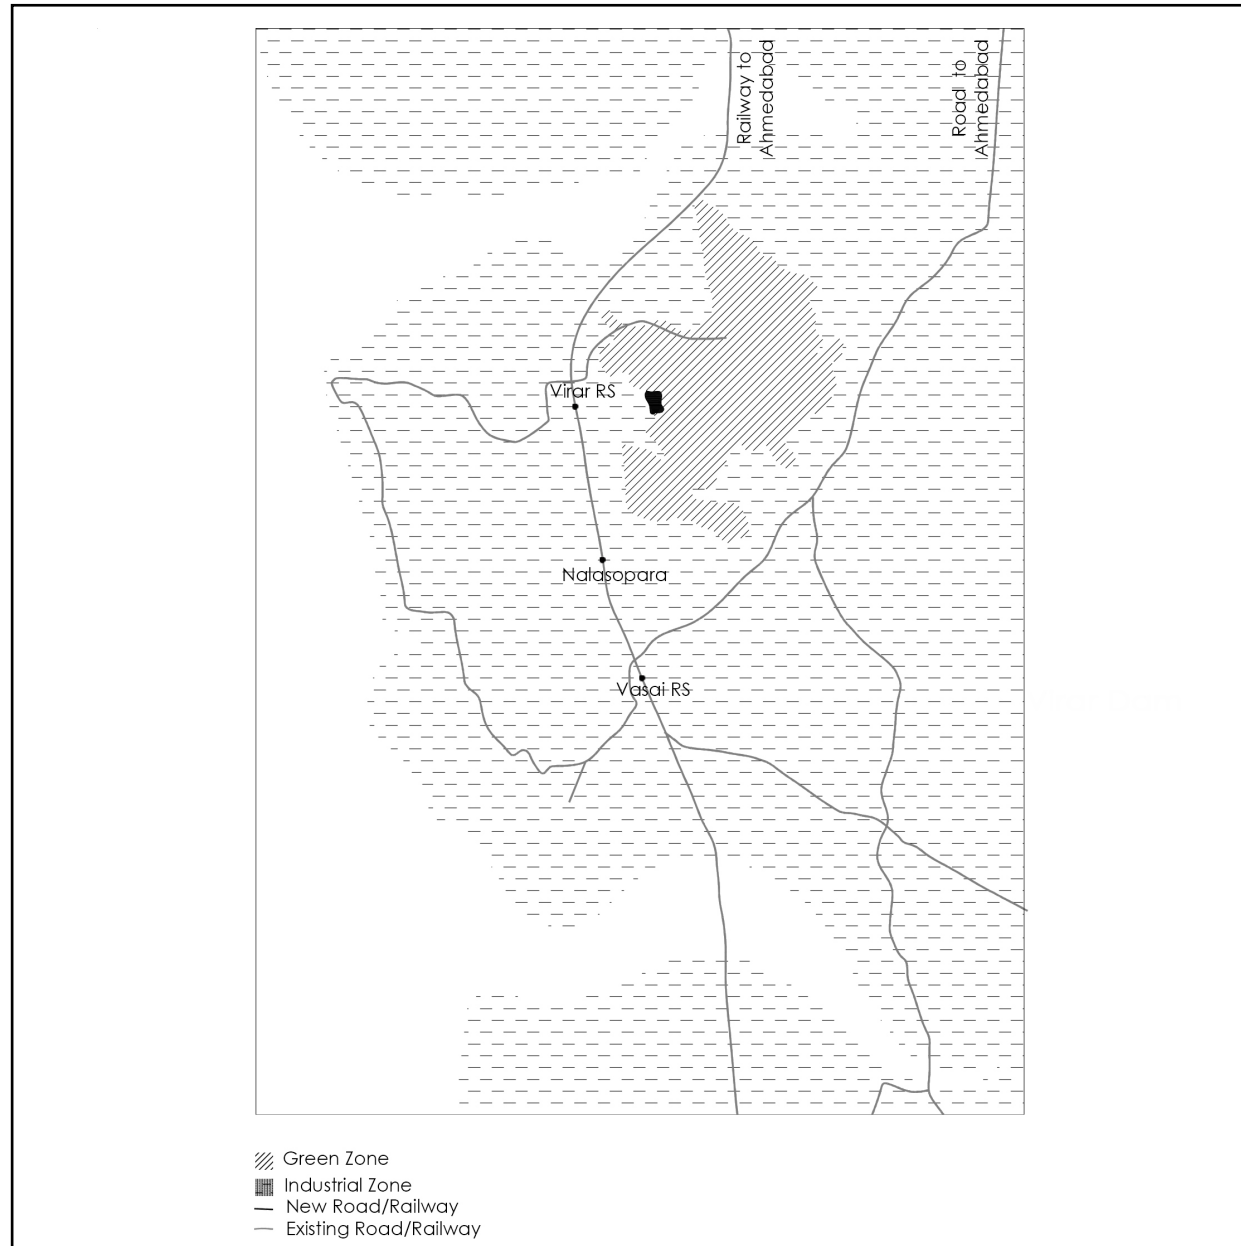 Railway to
Ahmedabad
Road to
Ahmedabad
Virar RS
Nalasopara
Vasai RS
Green Zone
Industrial Zone
New Road/Railway
Existing Road/Railway